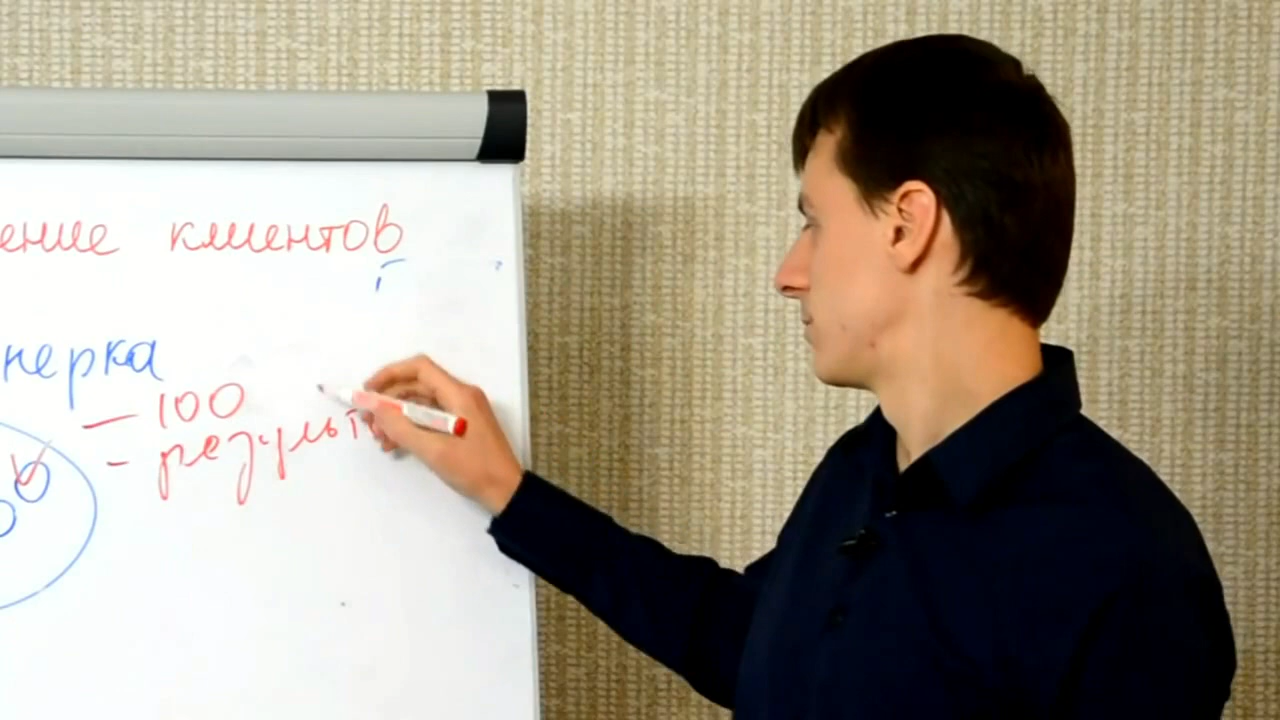 ение клиентов
нерка
- 100
- результ